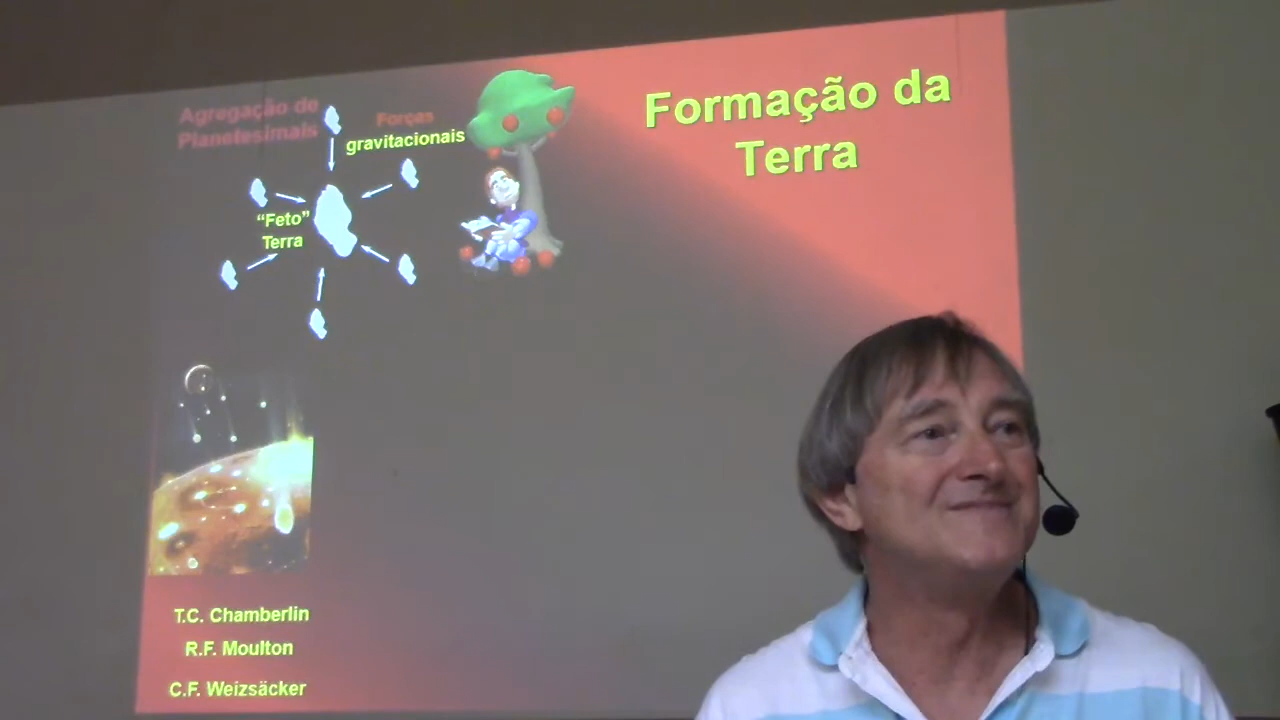 Formação da
Terra
Agregação de
Planetesimais
Forças
gravitacionais
“Feto”
Terra
T.C. Chamberlin
R.F. Moulton
C.F. Weizsäcker